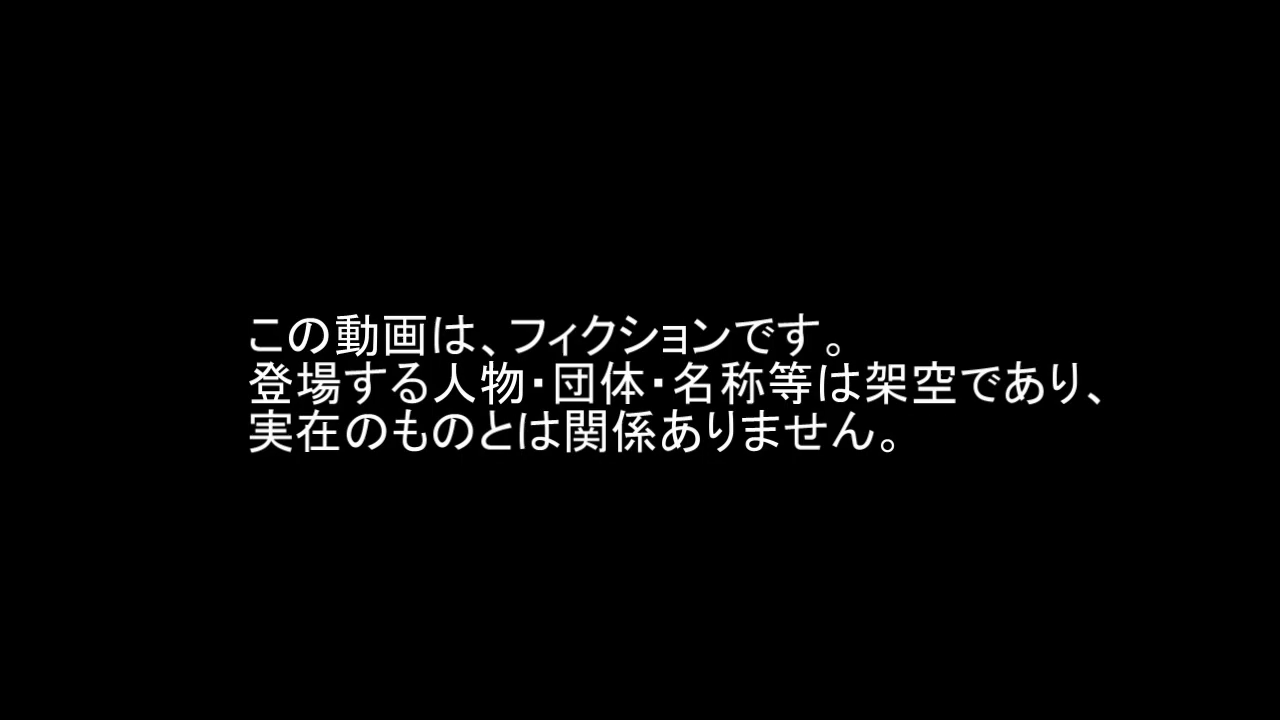 この動画は、フィクションです。
登場する人物・団体・名称等は架空であり、
実在のものとは関係ありません。